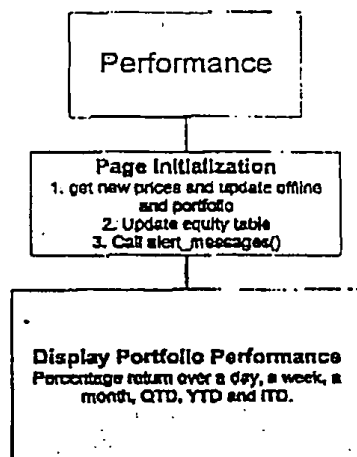 Performance
Page Initialization
1. get new prices and update offline
and portfolio
2. Update equity table
3. Call alert_messages()
Display Portfolio Performance
Percentage return over a day, a week, a
month, QTD, YTD and ITD.